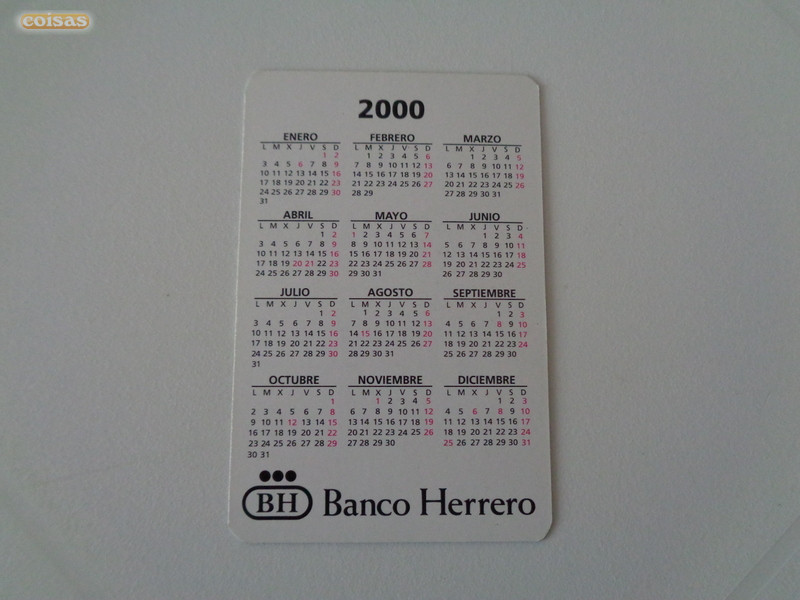 coisas
2000
ENERO
L M X J V S D
1 2
3 4 5 6 7 8 9
10 11 12 13 14 15 16
17 18 19 20 21 22 23
24 25 26 27 28 29 30
31
FEBRERO
L M X J V S D
1 2 3 4 5 6
7 8 9 10 11 12 13
14 15 16 17 18 19 20
21 22 23 24 25 26 27
28 29
MARZO
L M X J V S D
1 2 3 4 5
6 7 8 9 10 11 12
13 14 15 16 17 18 19
20 21 22 23 24 25 26
27 28 29 30 31
ABRIL
L M X J V S D
1 2
3 4 5 6 7 8 9
10 11 12 13 14 15 16
17 18 19 20 21 22 23
24 25 26 27 28 29 30
MAYO
L M X J V S D
1 2 3 4 5 6 7
8 9 10 11 12 13 14
15 16 17 18 19 20 21
22 23 24 25 26 27 28
29 30 31
JUNIO
L M X J V S D
1 2 3 4
5 6 7 8 9 10 11
12 13 14 15 16 17 18
19 20 21 22 23 24 25
26 27 28 29 30
JULIO
L M X J V S D
1 2
3 4 5 6 7 8 9
10 11 12 13 14 15 16
17 18 19 20 21 22 23
24 25 26 27 28 29 30
31
AGOSTO
L M X J V S D
1 2 3 4 5 6
7 8 9 10 11 12 13
14 15 16 17 18 19 20
21 22 23 24 25 26 27
28 29 30 31
SEPTIEMBRE
L M X J V S D
1 2 3
4 5 6 7 8 9 10
11 12 13 14 15 16 17
18 19 20 21 22 23 24
25 26 27 28 29 30
OCTUBRE
L M X J V S D
1
2 3 4 5 6 7 8
9 10 11 12 13 14 15
16 17 18 19 20 21 22
23 24 25 26 27 28 29
30 31
NOVIEMBRE
L M X J V S D
1 2 3 4 5
6 7 8 9 10 11 12
13 14 15 16 17 18 19
20 21 22 23 24 25 26
27 28 29 30
DICIEMBRE
L M X J V S D
1 2 3
4 5 6 7 8 9 10
11 12 13 14 15 16 17
18 19 20 21 22 23 24
25 26 27 28 29 30 31
BH Banco Herrero